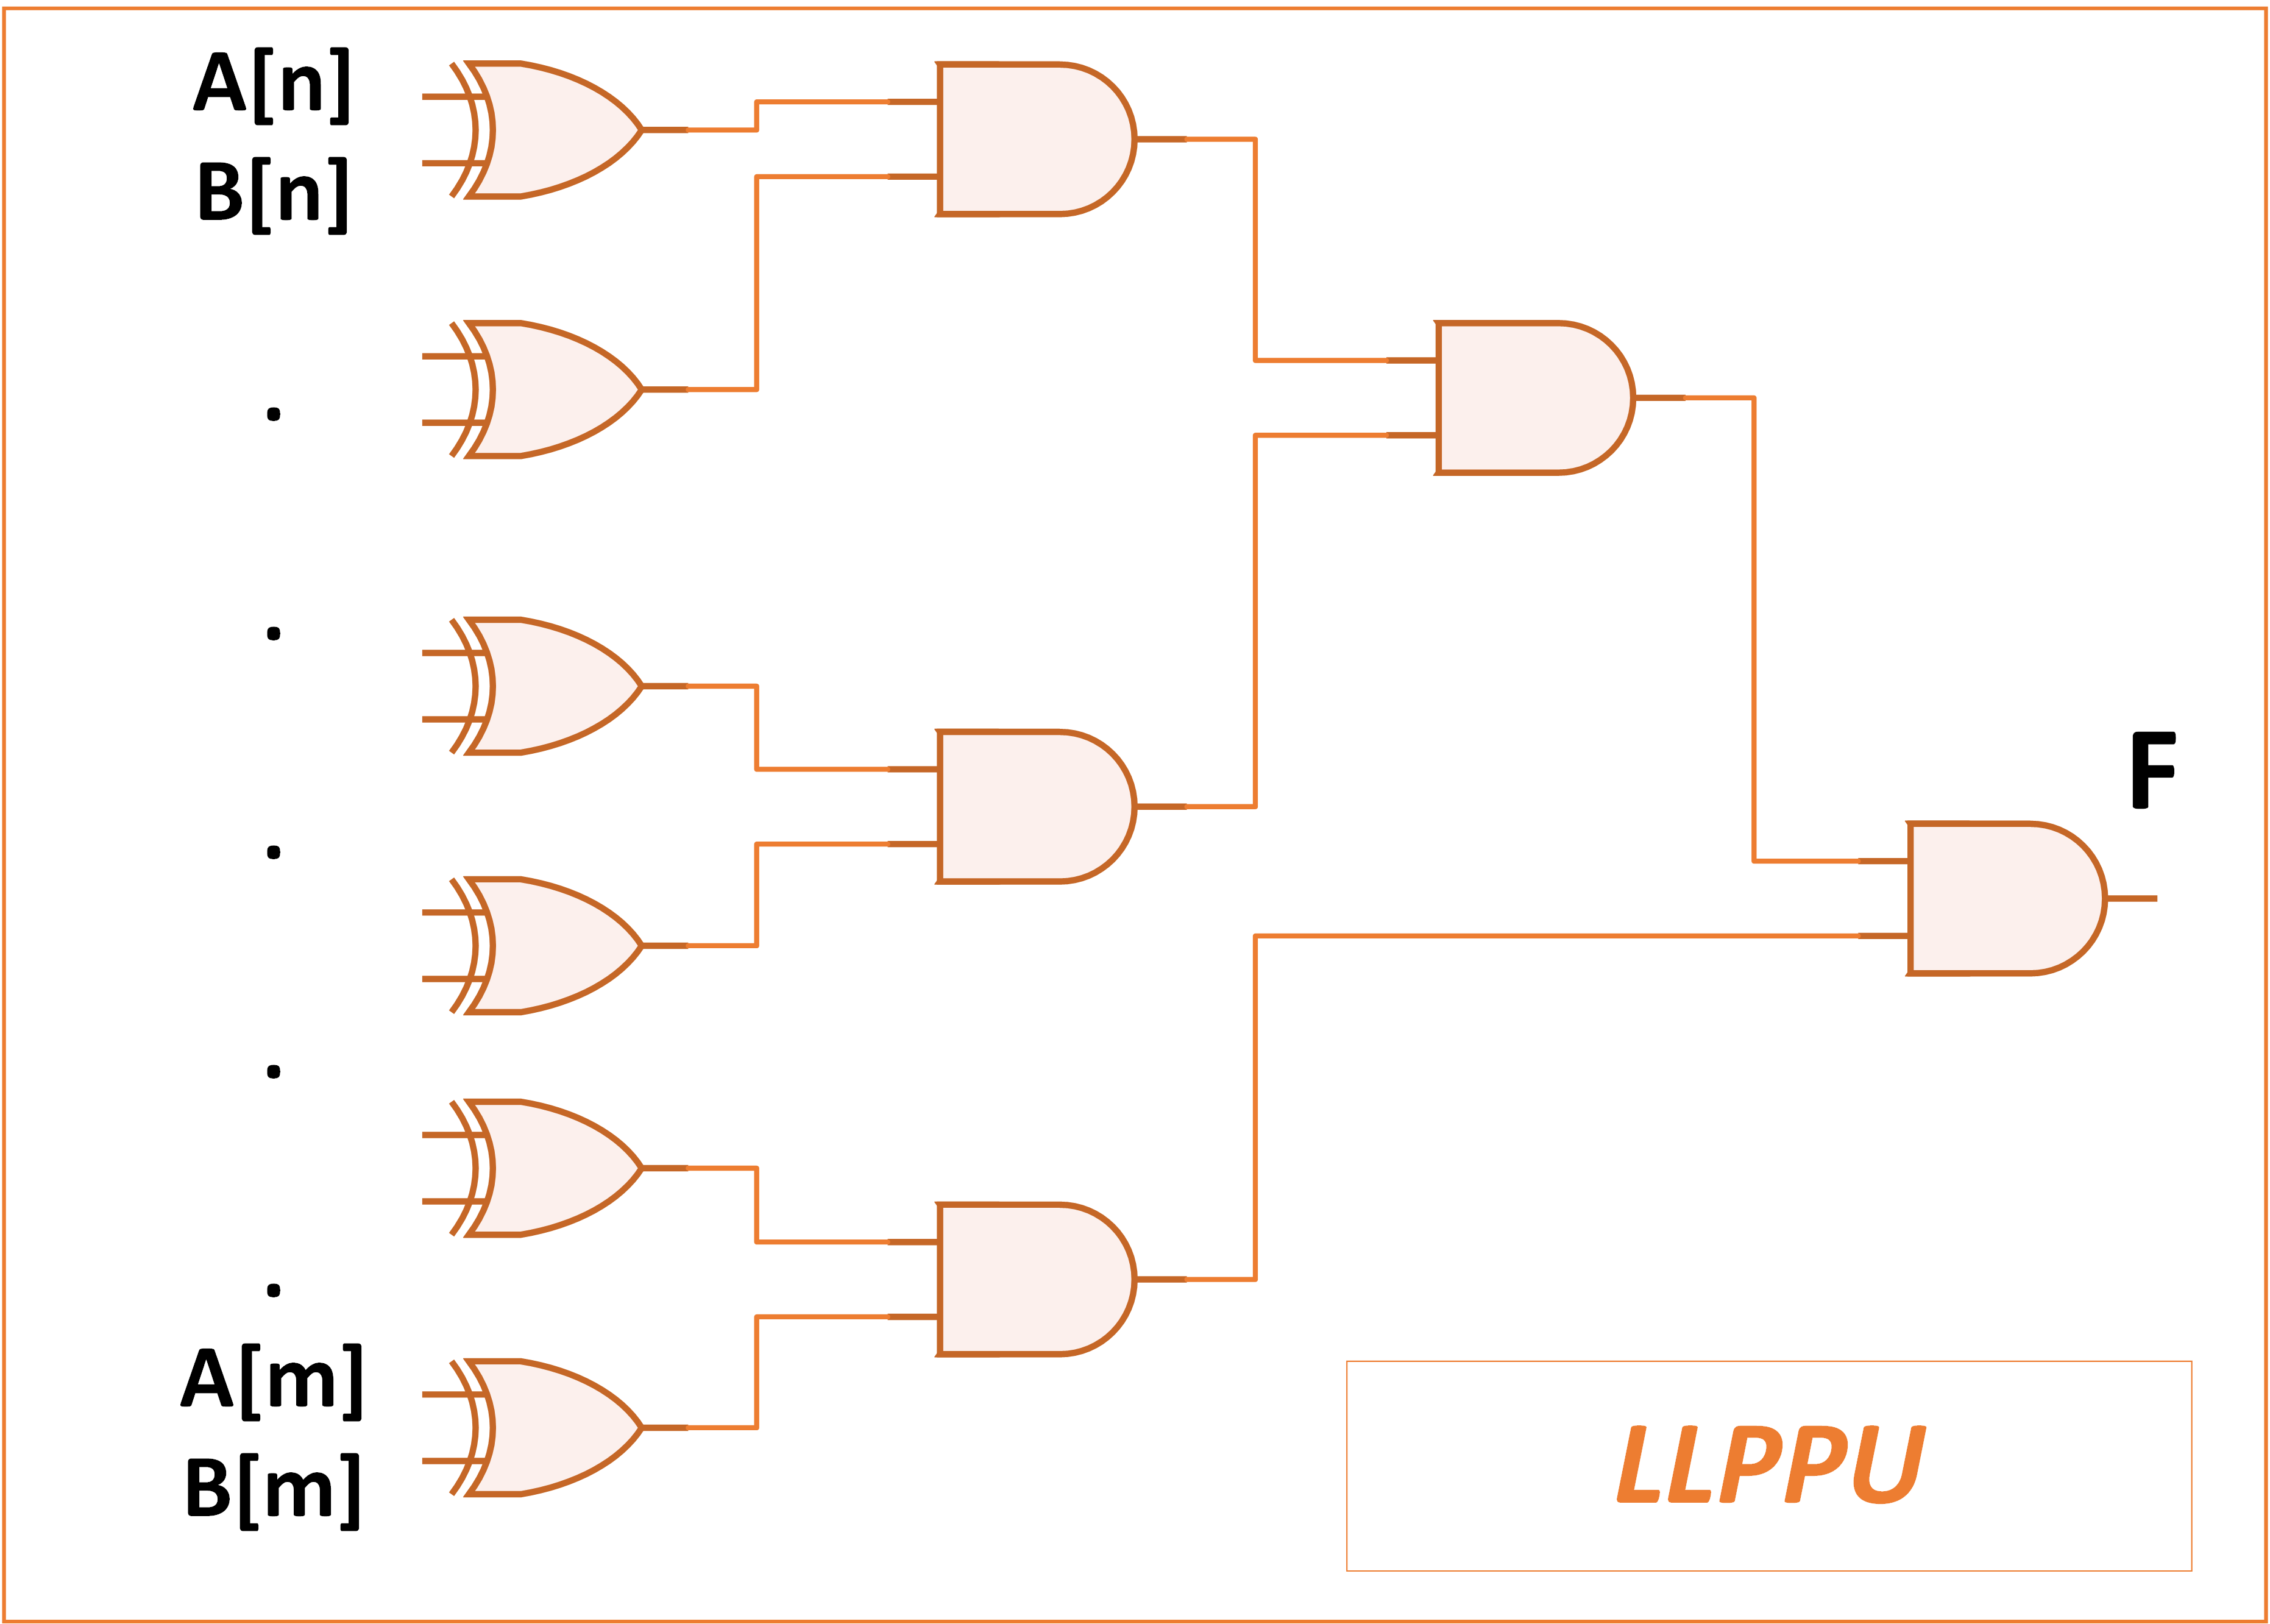 A[n]
B[n]
.
.
.
.
.
A[m]
B[m]
F
LLPPU